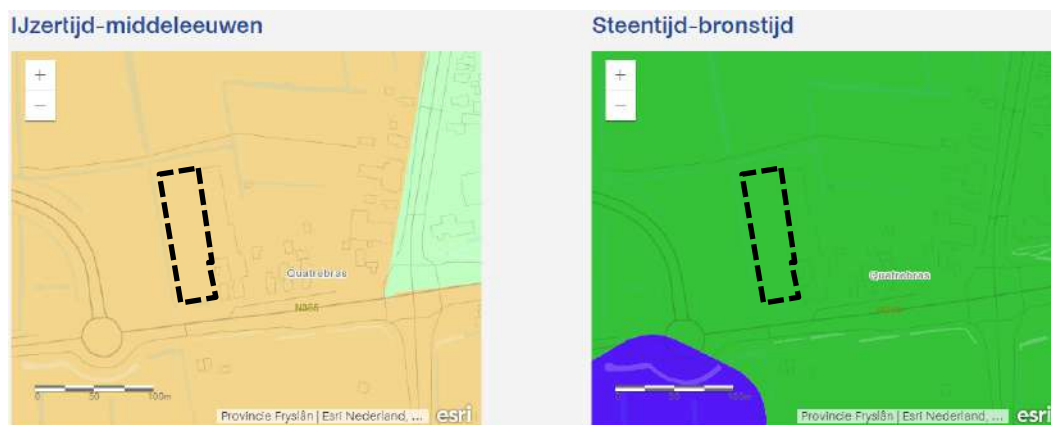 IJzertijd-middeleeuwen
Steentijd-bronstijd
+
−
+
−
Quatrebras
Quatrebras
N355
0
50
100m
0
50
100m
Provincie Fryslân | Esri Nederland, ...
esri
Provincie Fryslân | Esri Nederland, ...
esri